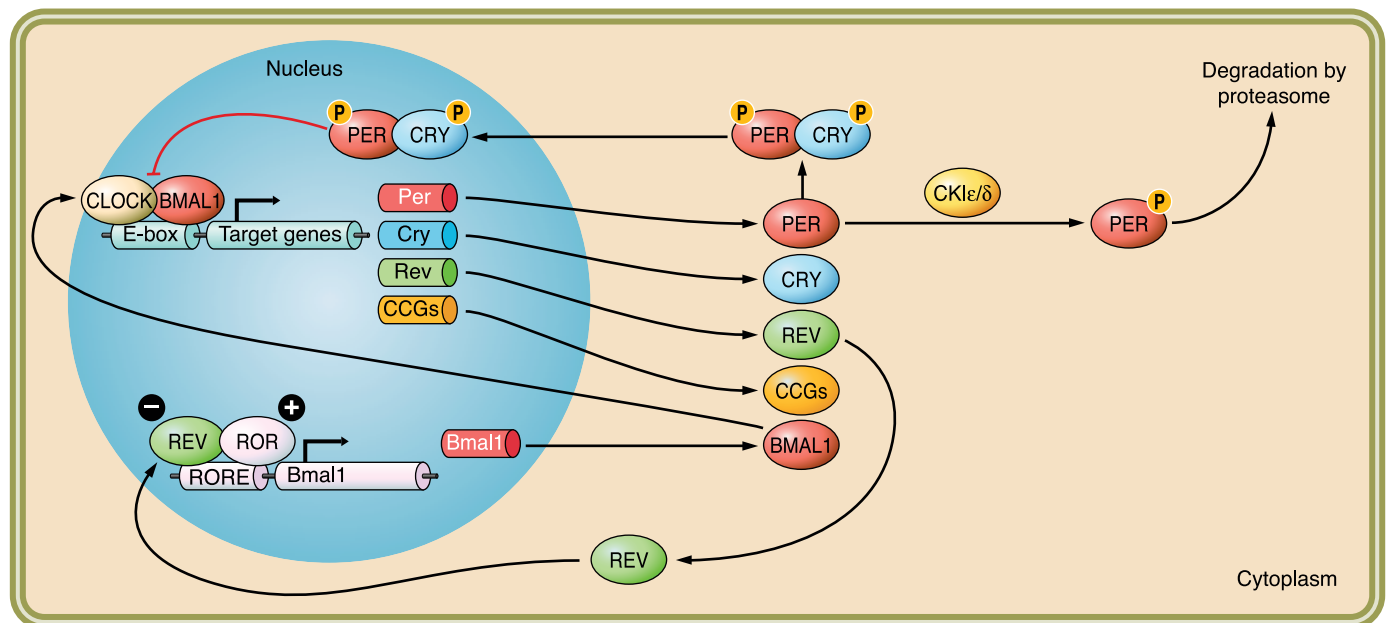 Nucleus
Degradation by
proteasome
P P
PER CRY
P P
PER CRY
CLOCK BMAL1
E-box Target genes
Per
Cry
Rev
CCGs
PER
CKIε/δ
P
PER
CRY
REV
CCGs
BMAL1
− +
REV ROR
RORE Bmal1
Bmal1
REV
Cytoplasm